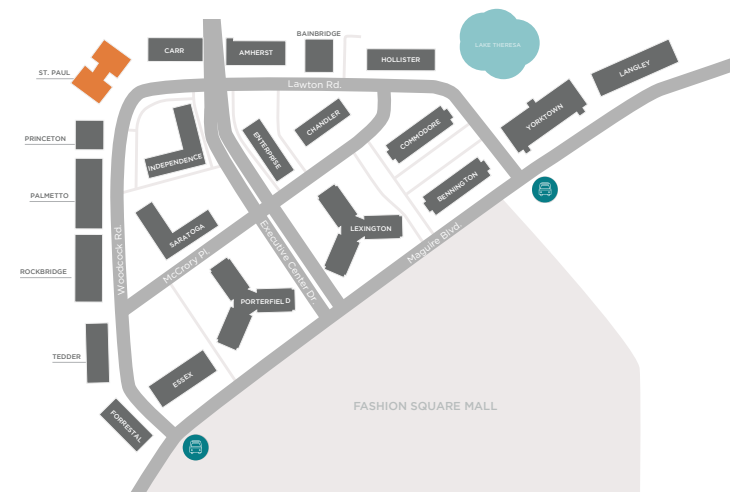 BAINBRIDGE
CARR
AMHERST
HOLLISTER
LAKE THERESA
ST. PAUL
LANGLEY
Lawton Rd.
YORKTOWN
CHANDLER
COMMODORE
PRINCETON
ENTERPRISE
INDEPENDENCE
BENNINGTON
PALMETTO
SARATOGA
LEXINGTON
Maguire Blvd.
Woodcock Rd.
McCrory Pl.
Executive Center Dr.
ROCKBRIDGE
PORTERFIELD
TEDDER
ESSEX
FASHION SQUARE MALL
FORRESTAL